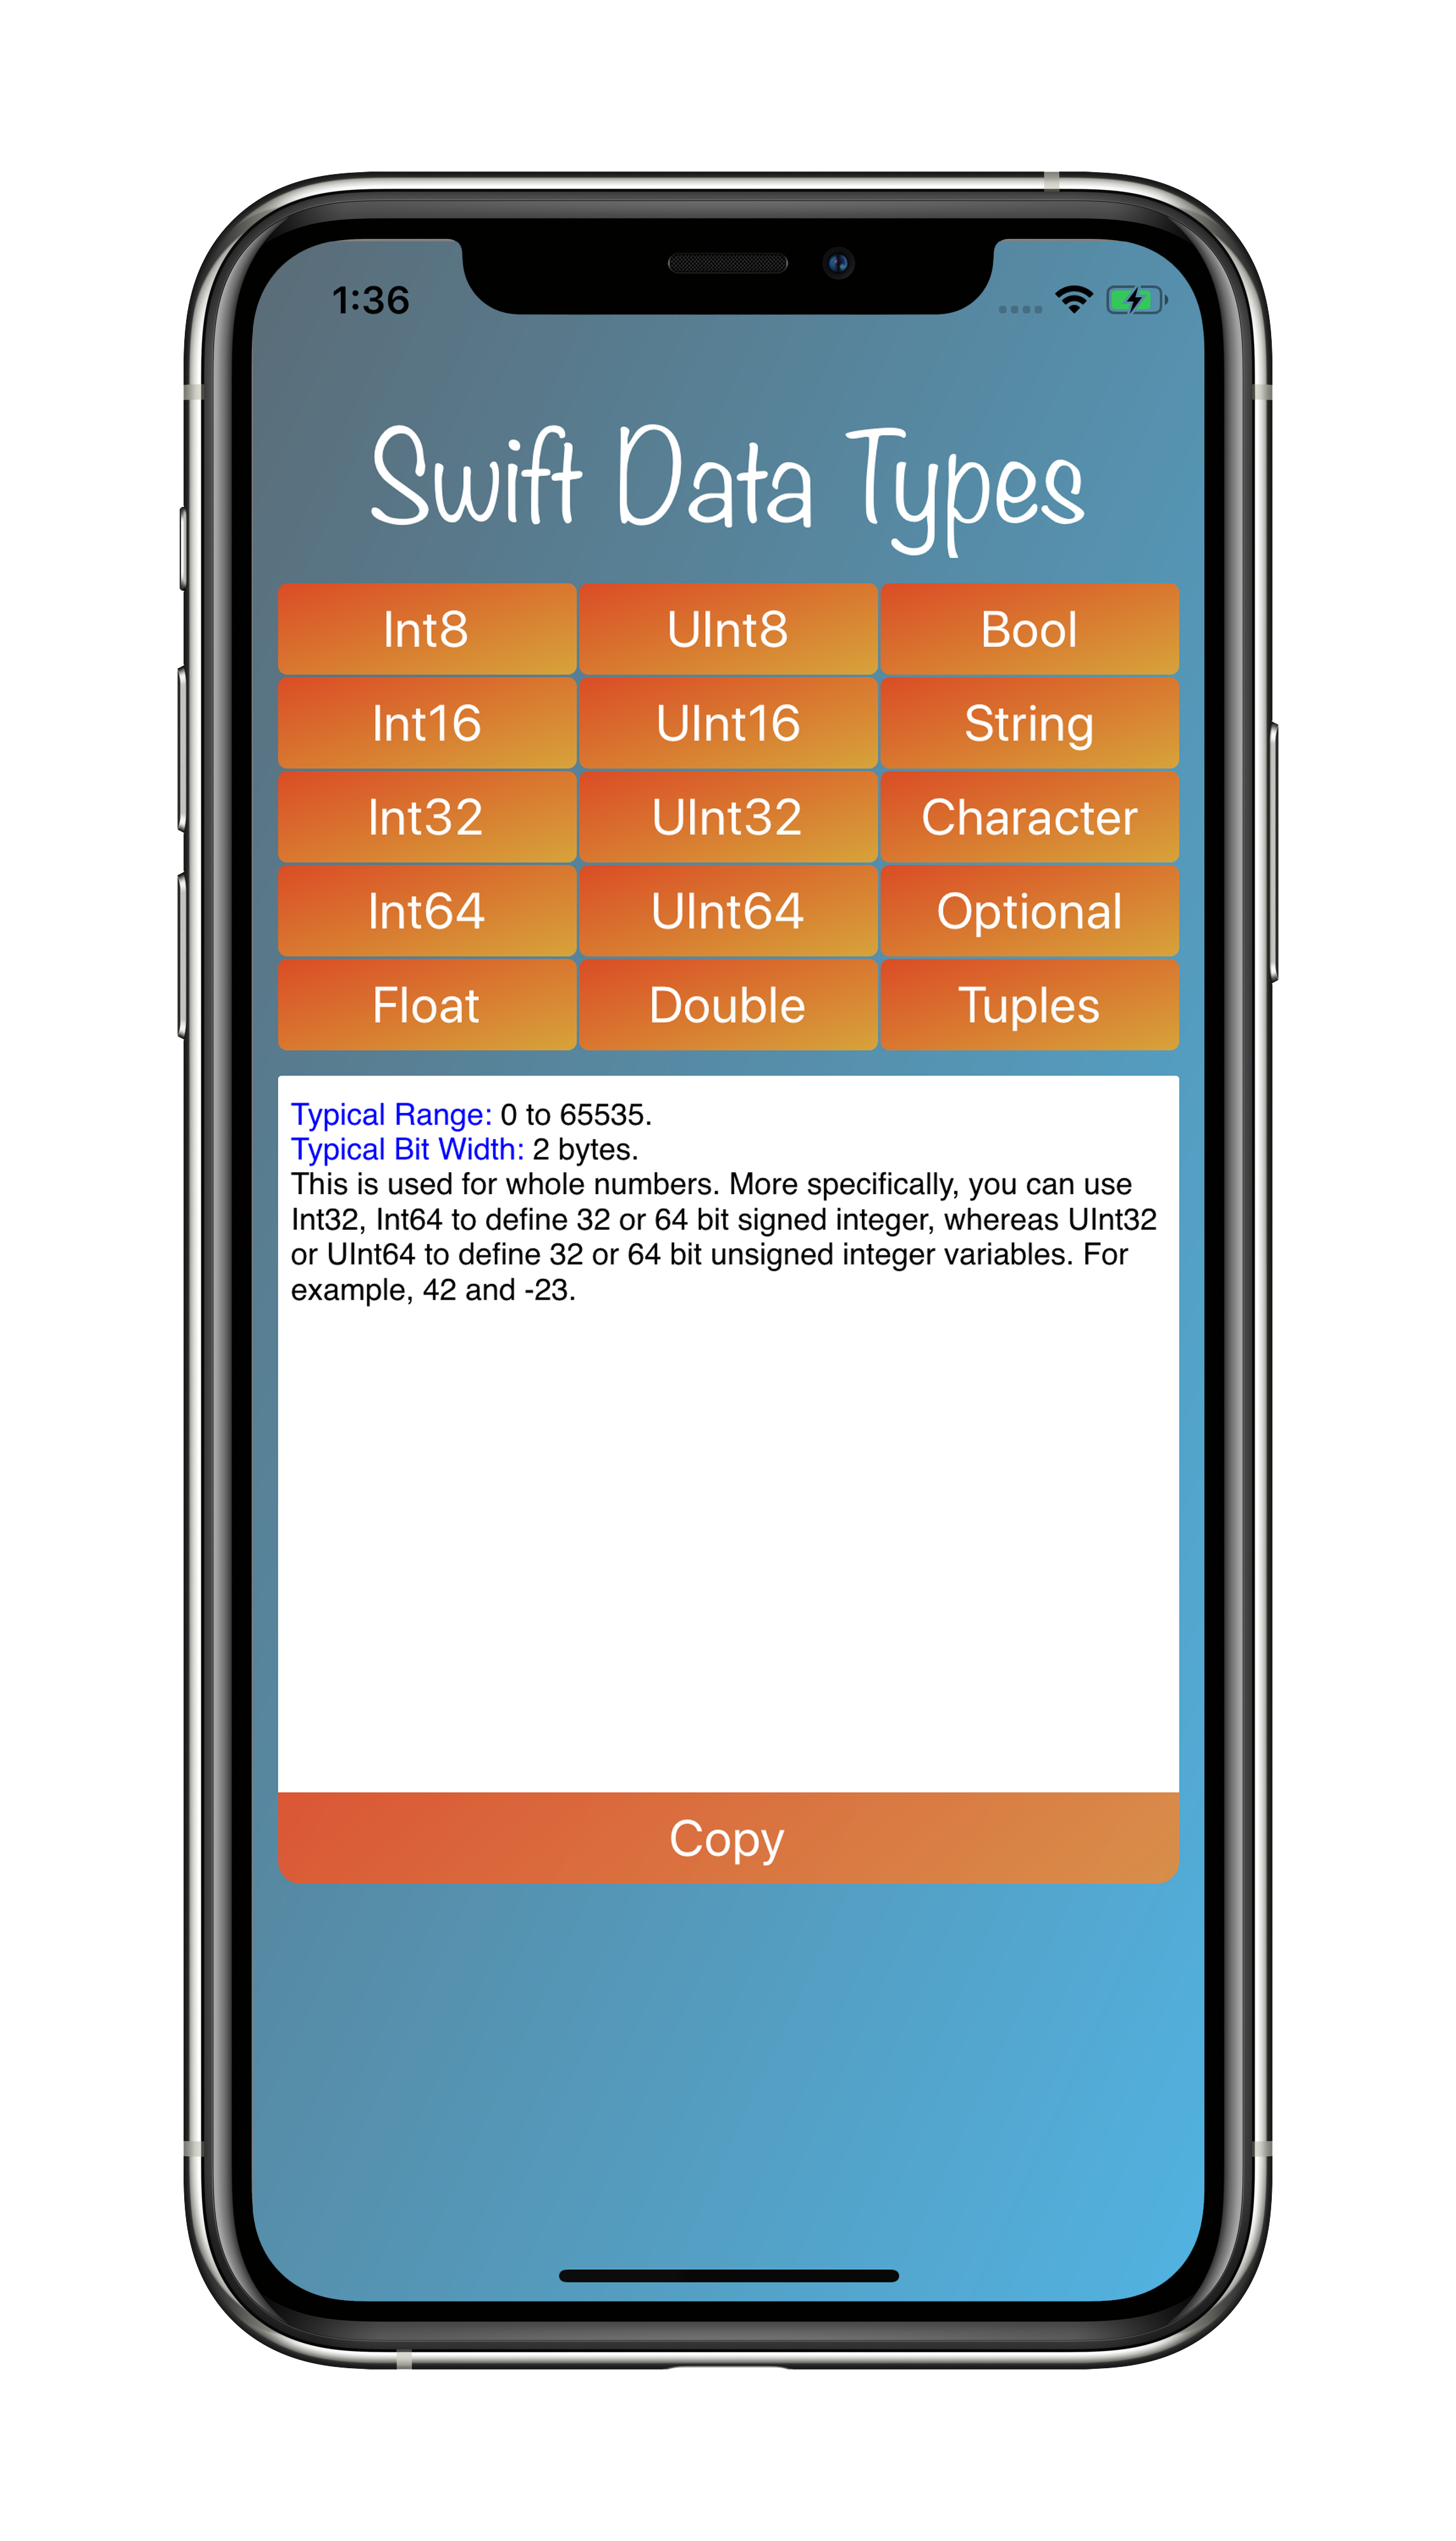 1:36
Swift Data Types
Int8 UInt8 Bool
Int16 UInt16 String
Int32 UInt32 Character
Int64 UInt64 Optional
Float Double Tuples
Typical Range: 0 to 65535.
Typical Bit Width: 2 bytes.
This is used for whole numbers. More specifically, you can use
Int32, Int64 to define 32 or 64 bit signed integer, whereas UInt32
or UInt64 to define 32 or 64 bit unsigned integer variables. For
example, 42 and -23.
Copy